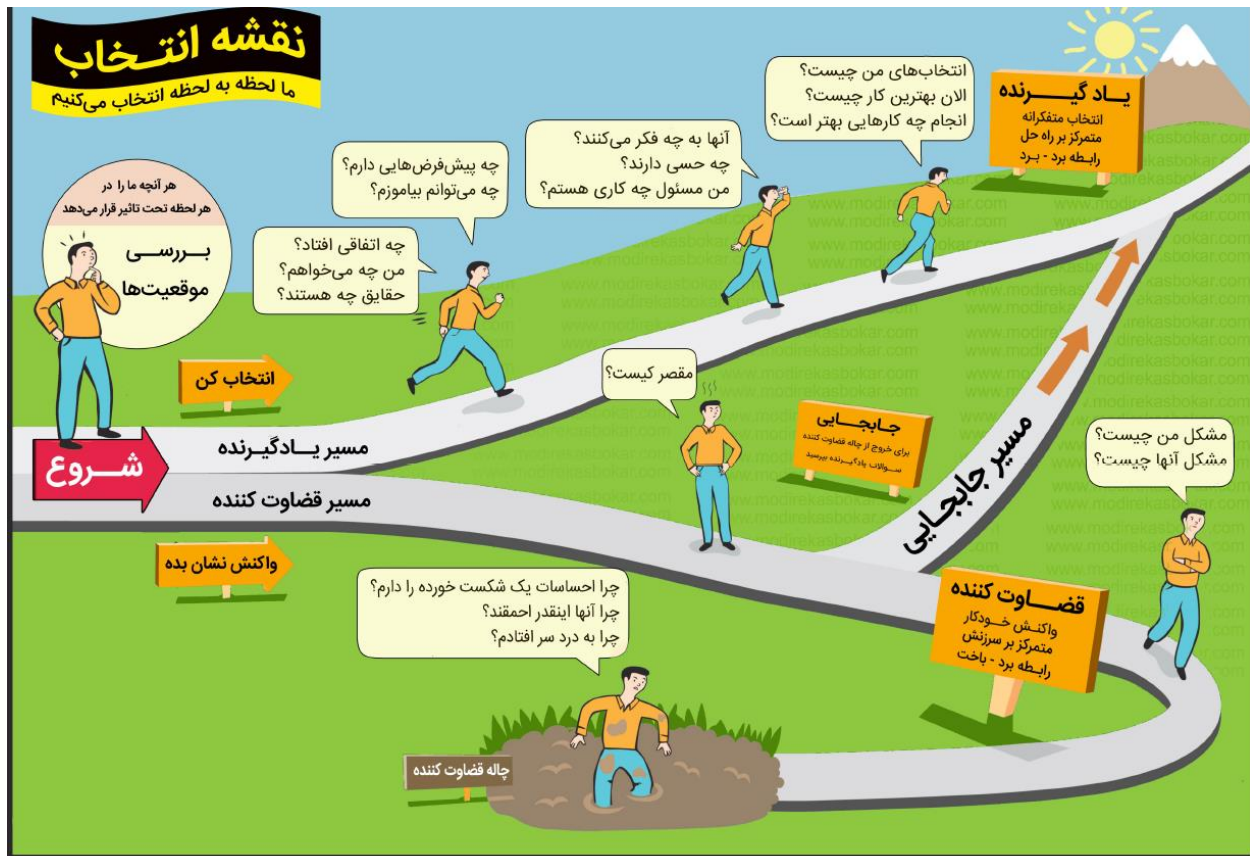 نقشه انتخاب
ما لحظه به لحظه انتخاب می‌کنیم
هر آنچه ما را در
هر لحظه تحت تاثیر قرار می‌دهد
بررسی
موقعیت‌ها
شروع
انتخاب کن
واکنش نشان بده
مسیر یادگیرنده
مسیر قضاوت کننده
چه اتفاقی افتاد؟
من چه می‌خواهم؟
حقایق چه هستند؟
چه پیش‌فرض‌هایی دارم؟
چه می‌توانم بیاموزم؟
آنها به چه فکر می‌کنند؟
چه حسی دارند؟
من مسئول چه کاری هستم؟
انتخاب‌های من چیست؟
الان بهترین کار چیست؟
انجام چه کارهایی بهتر است؟
یادگیرنده
انتخاب متفکرانه
متمرکز بر راه حل
رابطه برد - برد
مقصر کیست؟
جابجایی
برای خروج از چاله قضاوت کننده
سوالات یادگیرنده بپرسید
مسیر جابجایی
مشکل من چیست؟
مشکل آنها چیست؟
قضاوت کننده
واکنش خودکار
متمرکز بر سرزنش
رابطه برد - باخت
چرا احساسات یک شکست خورده را دارم؟
چرا آنها اینقدر احمقند؟
چرا به درد سر افتادم؟
چاله قضاوت کننده
www.modirekasbokar.com